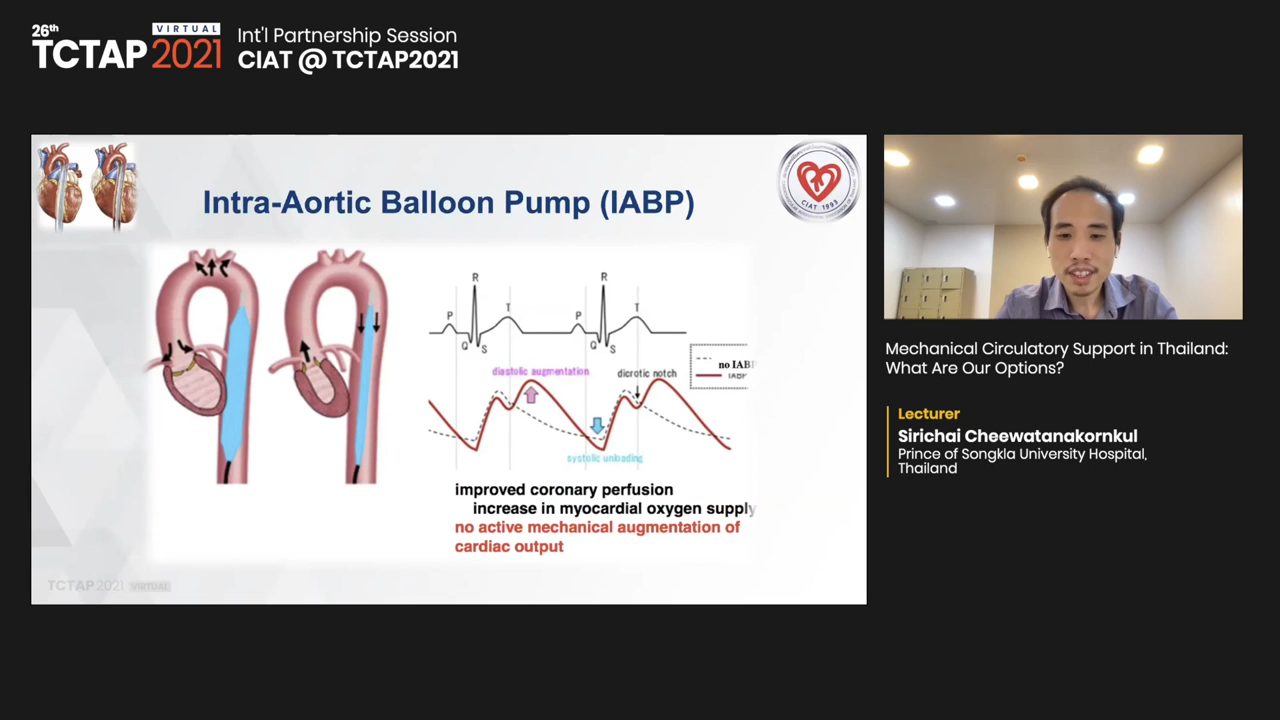 26th
VIRTUAL
TCTAP 2021
Int'l Partnership Session
CIAT @ TCTAP2021
CIAT 1993
Intra-Aortic Balloon Pump (IABP)
R
R
P
T
P
T
Q
S
Q
S
no IABP
IABP
diastolic augmentation
dicrotic notch
systolic unloading
improved coronary perfusion
increase in myocardial oxygen supply
no active mechanical augmentation of
cardiac output
TCTAP 2021 VIRTUAL
Mechanical Circulatory Support in Thailand:
What Are Our Options?
Lecturer
Sirichai Cheewatanakornkul
Prince of Songkla University Hospital,
Thailand